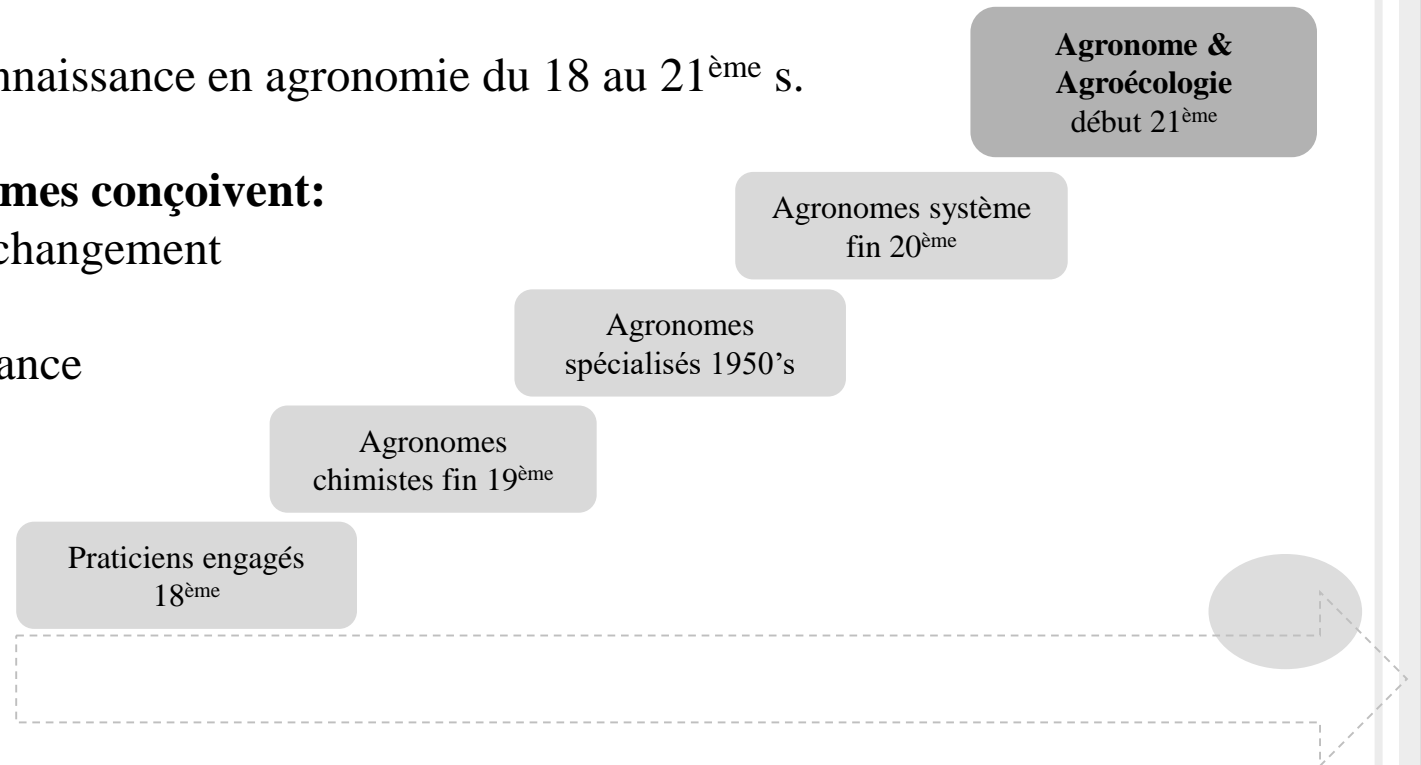 nnaissance en agronomie du 18 au 21ème s.
mes conçoivent:
changement
ance
Agronome &
Agroécologie
début 21ème
Agronomes système
fin 20ème
Agronomes
spécialisés 1950’s
Agronomes
chimistes fin 19ème
Praticiens engagés
18ème